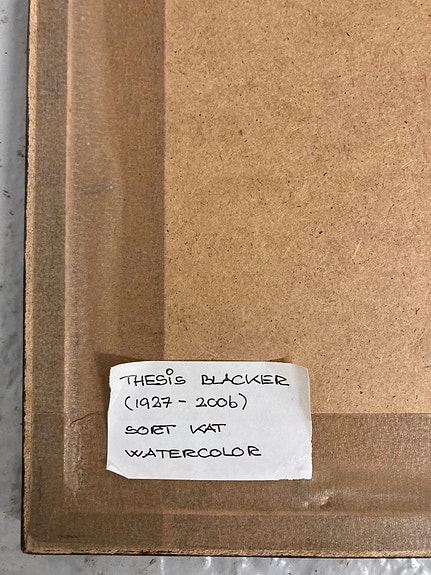 THESiS BLACKER
(1927 - 2006)
SORT KAT
WATERCOLOR